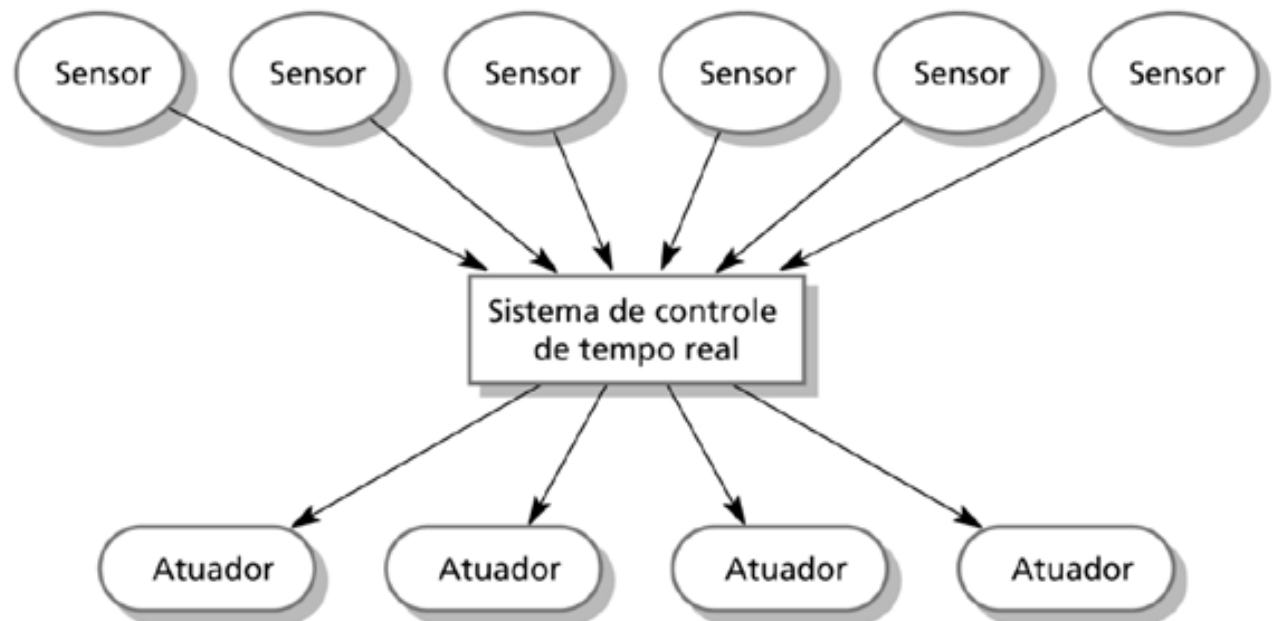 Sensor
Sensor
Sensor
Sensor
Sensor
Sensor
Sistema de controle
de tempo real
Atuador
Atuador
Atuador
Atuador